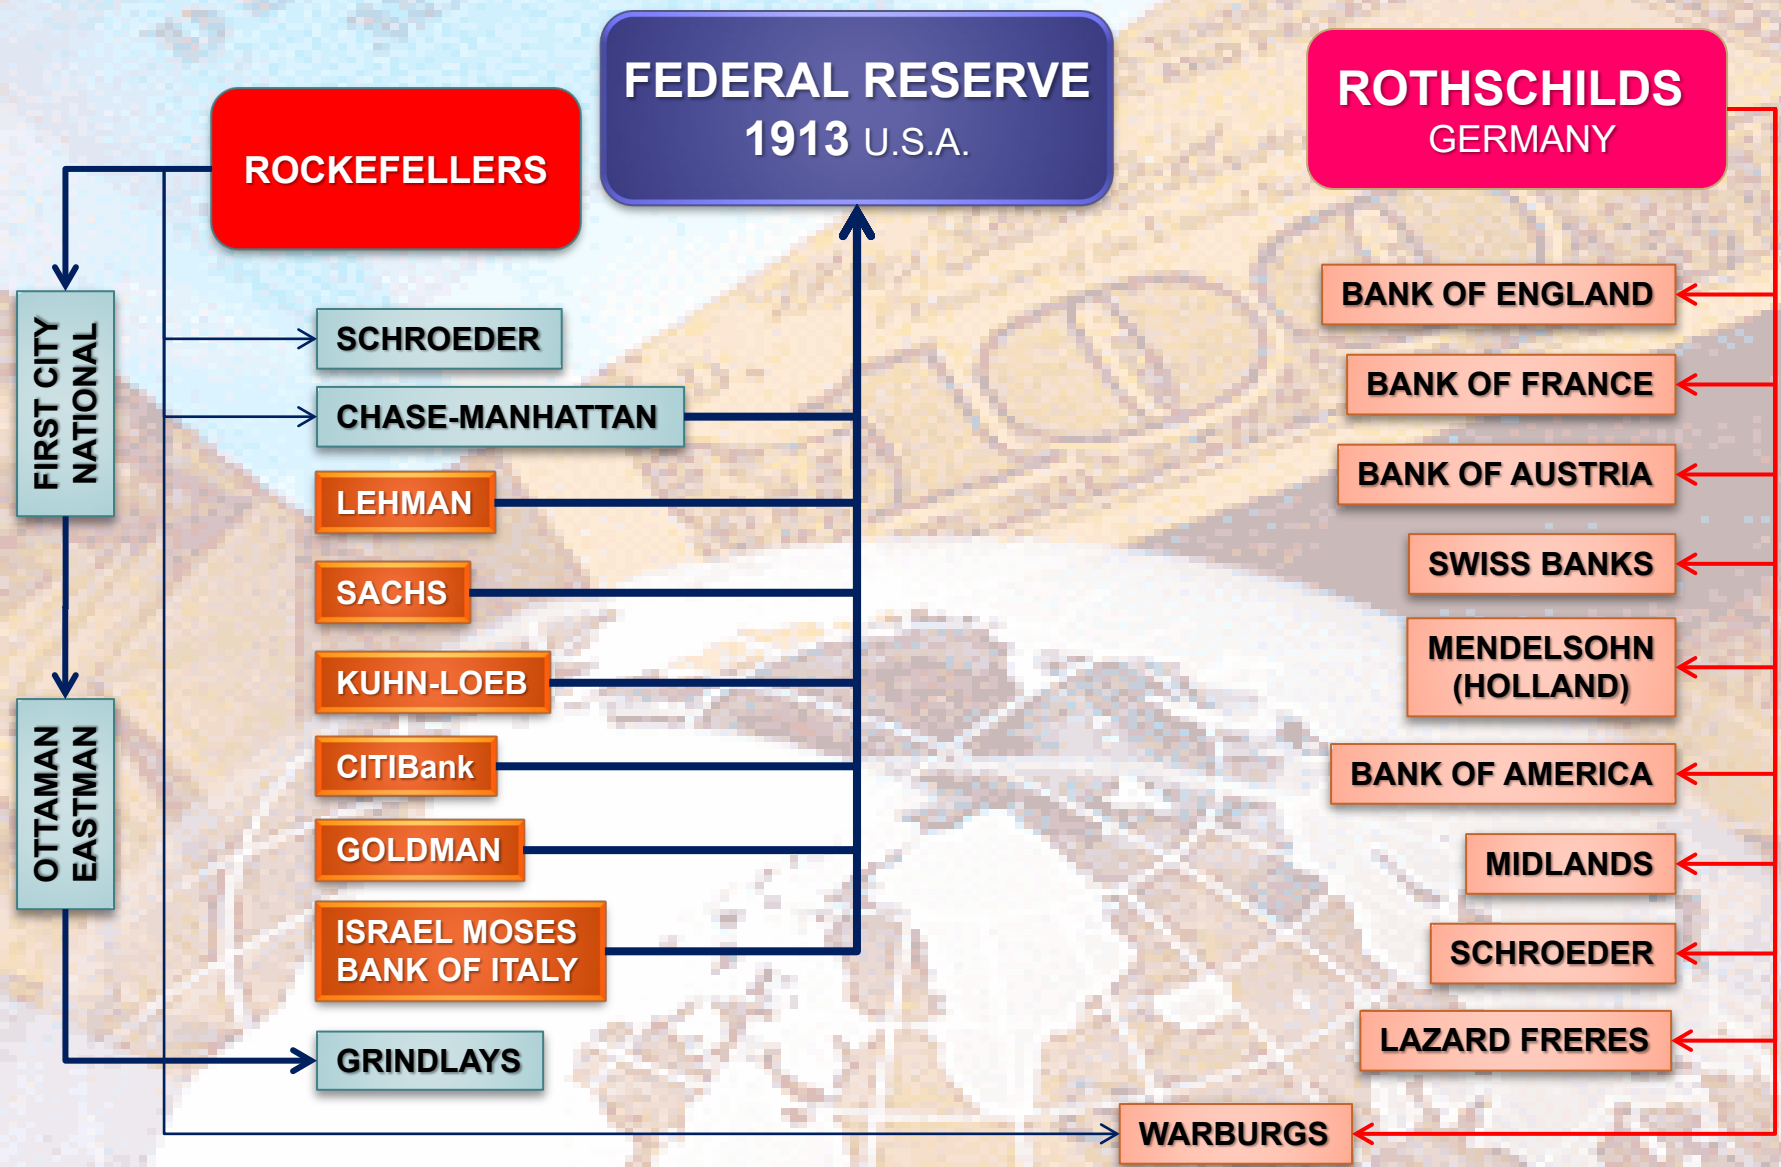 FEDERAL RESERVE
1913 U.S.A.
ROCKEFELLERS
ROTHSCHILDS
GERMANY
FIRST CITY
NATIONAL
OTTAMAN
EASTMAN
SCHROEDER
CHASE-MANHATTAN
LEHMAN
SACHS
KUHN-LOEB
CITIBank
GOLDMAN
ISRAEL MOSES
BANK OF ITALY
GRINDLAYS
BANK OF ENGLAND
BANK OF FRANCE
BANK OF AUSTRIA
SWISS BANKS
MENDELSOHN
(HOLLAND)
BANK OF AMERICA
MIDLANDS
SCHROEDER
LAZARD FRERES
WARBURGS